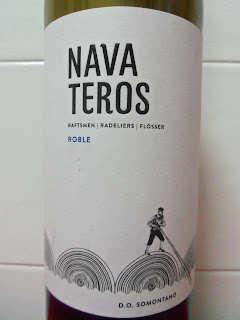 NAVA
TEROS
RAFTSMEN | RADELIERS | FLÖSSER
ROBLE
D.O. SOMONTANO